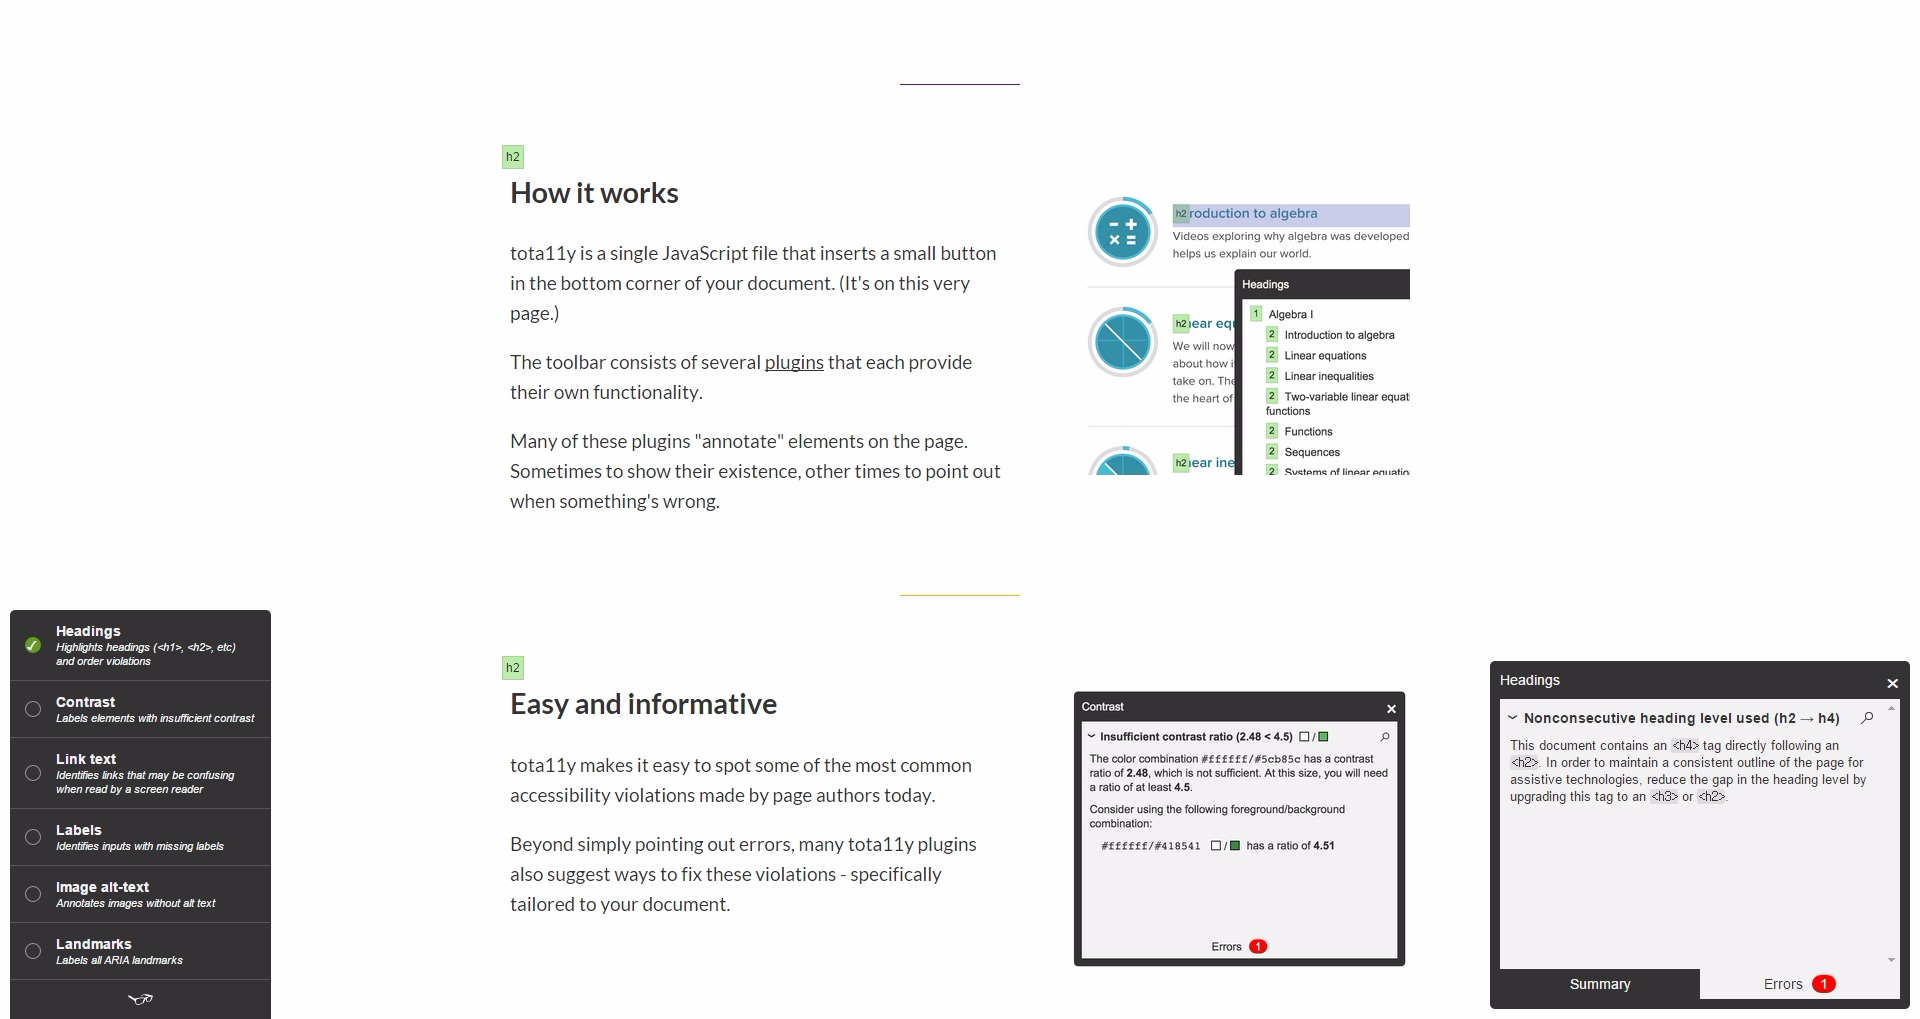 h2
How it works
tota11y is a single JavaScript file that inserts a small button
in the bottom corner of your document. (It's on this very
page.)
The toolbar consists of several plugins that each provide
their own functionality.
Many of these plugins "annotate" elements on the page.
Sometimes to show their existence, other times to point out
when something's wrong.
h2 roduction to algebra
Videos exploring why algebra was developed
helps us explain our world.
h2 near equ
We will now
about how i
take on. The
the heart of
h2 near ine
Headings
1 Algebra I
2 Introduction to algebra
2 Linear equations
2 Linear inequalities
2 Two-variable linear equat
functions
2 Functions
2 Sequences
2 Systems of linear equatio
Headings
Highlights headings (<h1>, <h2>, etc)
and order violations
Contrast
Labels elements with insufficient contrast
Link text
Identifies links that may be confusing
when read by a screen reader
Labels
Identifies inputs with missing labels
Image alt-text
Annotates images without alt text
Landmarks
Labels all ARIA landmarks
h2
Easy and informative
tota11y makes it easy to spot some of the most common
accessibility violations made by page authors today.
Beyond simply pointing out errors, many tota11y plugins
also suggest ways to fix these violations - specifically
tailored to your document.
Contrast
Insufficient contrast ratio (2.48 < 4.5) /
The color combination #ffffff/#5cb85c has a contrast
ratio of 2.48, which is not sufficient. At this size, you will need
a ratio of at least 4.5.
Consider using the following foreground/background
combination:
#ffffff/#418541 / has a ratio of 4.51
Errors 1
Headings
Nonconsecutive heading level used (h2 → h4)
This document contains an <h4> tag directly following an
<h2>. In order to maintain a consistent outline of the page for
assistive technologies, reduce the gap in the heading level by
upgrading this tag to an <h3> or <h2>.
Summary
Errors 1